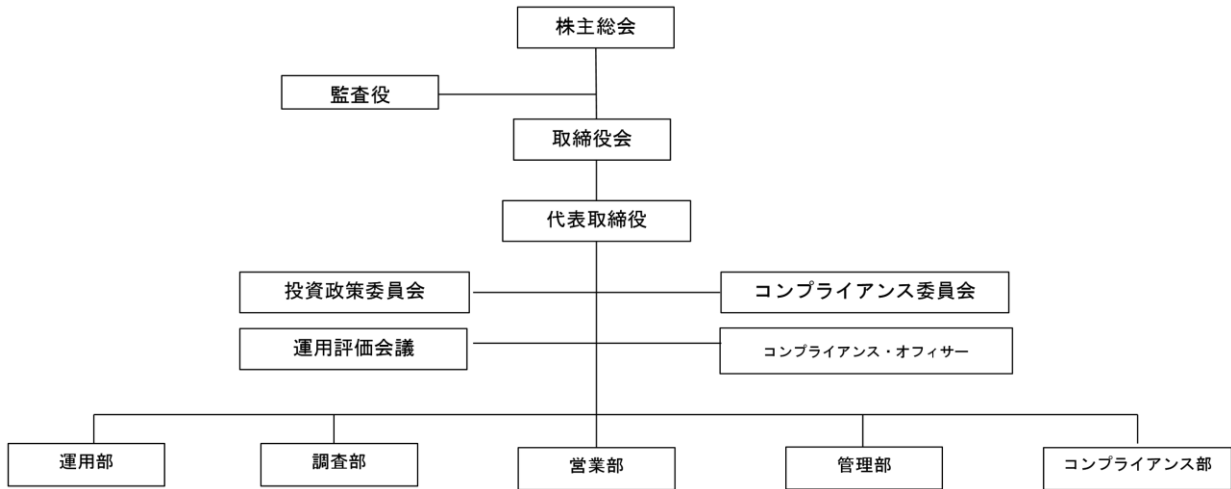 株主総会
監査役
取締役会
代表取締役
投資政策委員会
コンプライアンス委員会
運用評価会議
コンプライアンス・オフィサー
運用部
調査部
営業部
管理部
コンプライアンス部